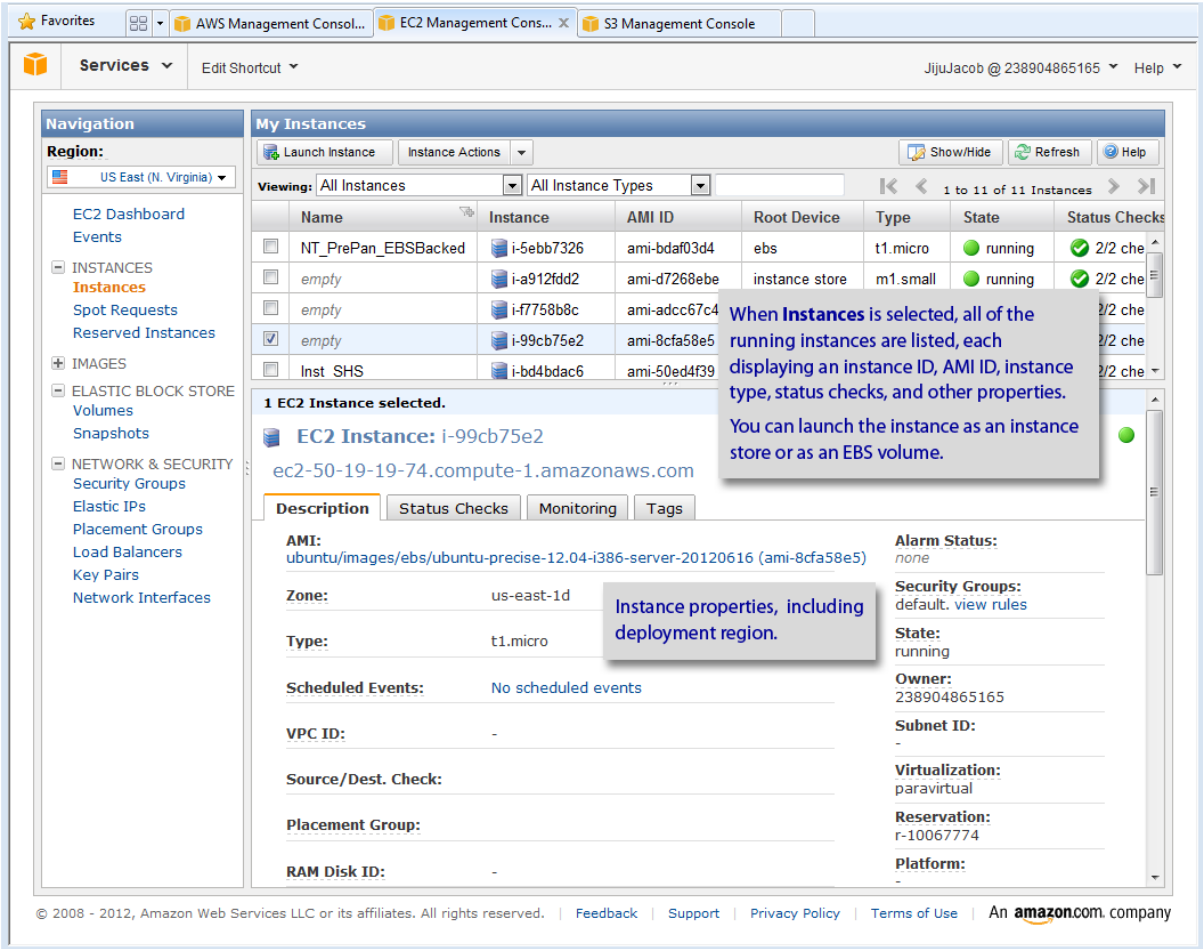 Favorites
AWS Management Consol...
EC2 Management Cons...
S3 Management Console
Services
Edit Shortcut
JijuJacob @ 238904865165
Help
Navigation
Region:
US East (N. Virginia)
EC2 Dashboard
Events
INSTANCES
Instances
Spot Requests
Reserved Instances
IMAGES
ELASTIC BLOCK STORE
Volumes
Snapshots
NETWORK & SECURITY
Security Groups
Elastic IPs
Placement Groups
Load Balancers
Key Pairs
Network Interfaces
My Instances
Launch Instance Instance Actions Show/Hide Refresh Help
Viewing: All Instances All Instance Types 1 to 11 of 11 Instances
Name Instance AMI ID Root Device Type State Status Checks
NT_PrePan_EBSBacked i-5ebb7326 ami-bdaf03d4 ebs t1.micro running 2/2 che
empty i-a912fdd2 ami-d7268ebe instance store m1.small running 2/2 che
empty i-f7758b8c ami-adcc67c4 2/2 che
empty i-99cb75e2 ami-8cfa58e5 2/2 che
Inst_SHS i-bd4bdac6 ami-50ed4f39 2/2 che
When Instances is selected, all of the
running instances are listed, each
displaying an instance ID, AMI ID, instance
type, status checks, and other properties.
You can launch the instance as an instance
store or as an EBS volume.
1 EC2 Instance selected.
EC2 Instance: i-99cb75e2
ec2-50-19-19-74.compute-1.amazonaws.com
Description Status Checks Monitoring Tags
AMI:
ubuntu/images/ebs/ubuntu-precise-12.04-i386-server-20120616 (ami-8cfa58e5)
Zone: us-east-1d
Type: t1.micro
Scheduled Events: No scheduled events
VPC ID: -
Source/Dest. Check:
Placement Group:
RAM Disk ID: -
Instance properties, including
deployment region.
Alarm Status:
none
Security Groups:
default. view rules
State:
running
Owner:
238904865165
Subnet ID:
-
Virtualization:
paravirtual
Reservation:
r-10067774
Platform:
-
© 2008 - 2012, Amazon Web Services LLC or its affiliates. All rights reserved. | Feedback | Support | Privacy Policy | Terms of Use | An amazon.com. company